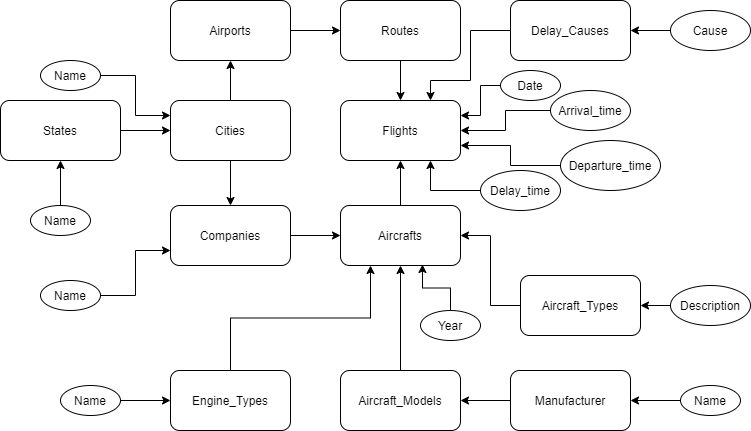 Airports
Routes
Delay_Causes
Cause
Name
Date
Arrival_time
States
Cities
Flights
Departure_time
Delay_time
Name
Companies
Aircrafts
Name
Aircraft_Types
Description
Year
Name
Engine_Types
Aircraft_Models
Manufacturer
Name